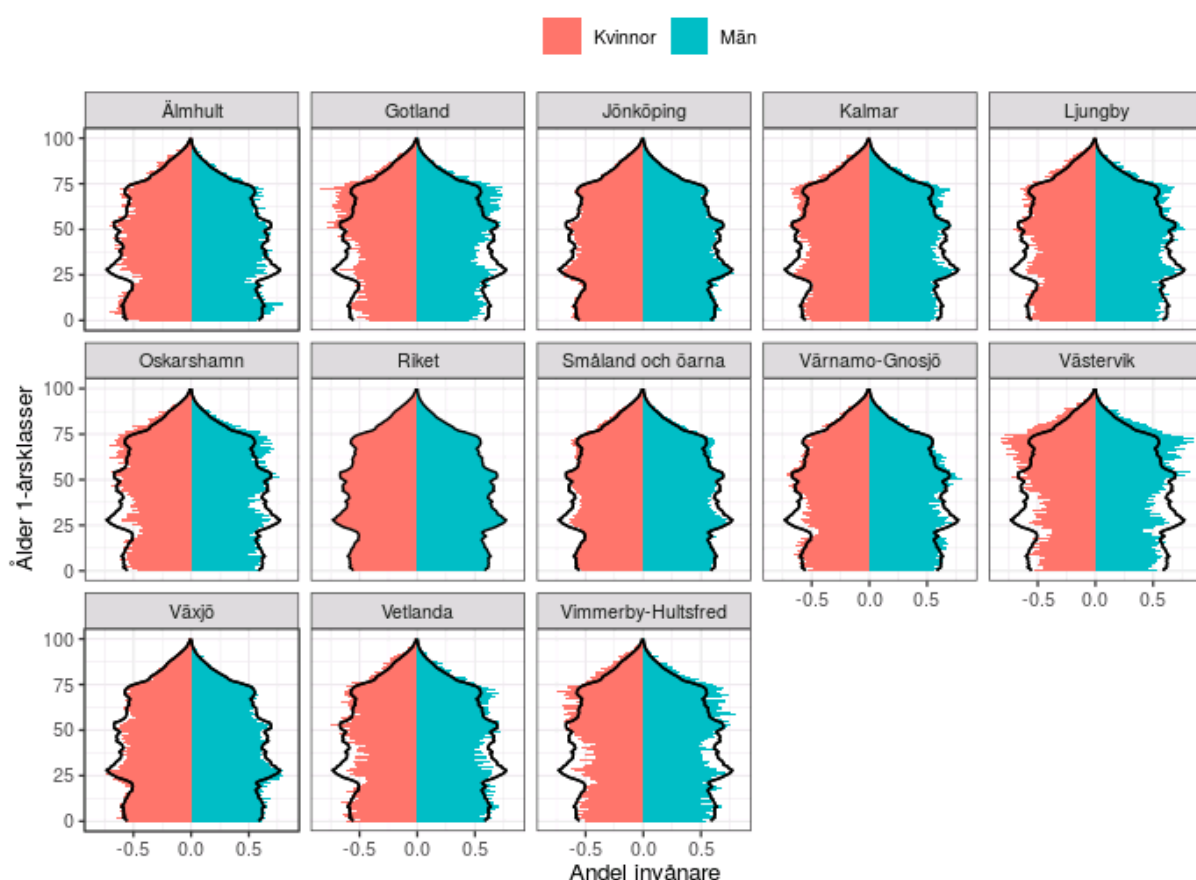 Kvinnor Män
Älmhult Gotland Jönköping Kalmar Ljungby
100
75
50
25
0
Oskarshamn Riket Småland och öarna Värnamo-Gnosjö Västervik
100
75
50
25
0
-0.5 0.0 0.5 -0.5 0.0 0.5
Växjö Vetlanda Vimmerby-Hultsfred
100
75
50
25
0
-0.5 0.0 0.5 -0.5 0.0 0.5 -0.5 0.0 0.5
Andel invånare
Ålder 1-årsklasser